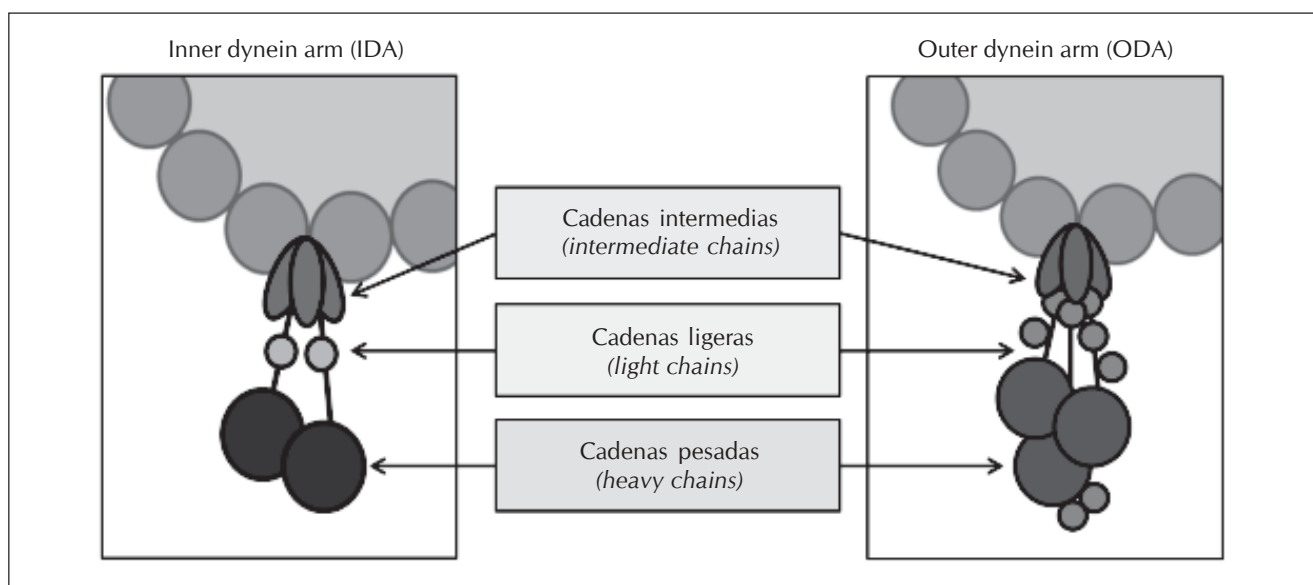 Inner dynein arm (IDA)
Outer dynein arm (ODA)
Cadenas intermedias
(intermediate chains)
Cadenas ligeras
(light chains)
Cadenas pesadas
(heavy chains)